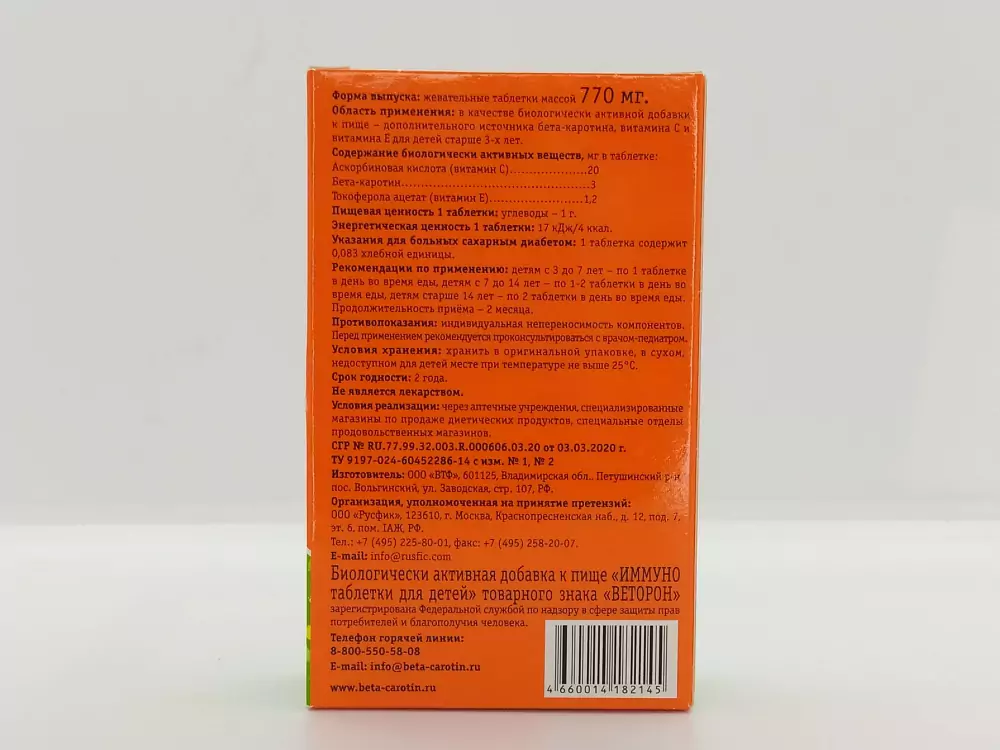 Форма выпуска: жевательные таблетки массой 770 мг.
Область применения: в качестве биологически активной добавки
к пище – дополнительного источника бета-каротина, витамина С и
витамина Е для детей старше 3-х лет.
Содержание биологически активных веществ, мг в таблетке:
Аскорбиновая кислота (витамин С)....................20
Бета-каротин................................................3
Токоферола ацетат (витамин Е)........................1,2
Пищевая ценность 1 таблетки: углеводы – 1 г.
Энергетическая ценность 1 таблетки: 17 кДж/4 ккал.
Указания для больных сахарным диабетом: 1 таблетка содержит
0,083 хлебной единицы.
Рекомендации по применению: детям с 3 до 7 лет – по 1 таблетке
в день во время еды, детям с 7 до 14 лет – по 1-2 таблетки в день во
время еды, детям старше 14 лет – по 2 таблетки в день во время еды.
Продолжительность приёма – 2 месяца.
Противопоказания: индивидуальная непереносимость компонентов.
Перед применением рекомендуется проконсультироваться с врачом-педиатром.
Условия хранения: хранить в оригинальной упаковке, в сухом,
недоступном для детей месте при температуре не выше 25°С.
Срок годности: 2 года.
Не является лекарством.
Условия реализации: через аптечные учреждения, специализированные
магазины по продаже диетических продуктов, специальные отделы
продовольственных магазинов.
СГР № RU.77.99.32.003.R.000606.03.20 от 03.03.2020 г.
ТУ 9197-024-60452286-14 с изм. № 1, № 2
Изготовитель: ООО «ВТФ», 601125, Владимирская обл., Петушинский р-н,
пос. Вольгинский, ул. Заводская, стр. 107, РФ.
Организация, уполномоченная на принятие претензий:
ООО «Русфик», 123610, г. Москва, Краснопресненская наб., д. 12, под. 7,
эт. 6, пом. IАЖ, РФ.
Тел.: +7 (495) 225-80-01, факс: +7 (495) 258-20-07.
E-mail: info@rusfic.com
Биологически активная добавка к пище «ИММУНО
таблетки для детей» товарного знака «ВЕТОРОН»
зарегистрирована Федеральной службой по надзору в сфере защиты прав
потребителей и благополучия человека.
Телефон горячей линии:
8-800-550-58-08
E-mail: info@beta-carotin.ru
www.beta-carotin.ru
4 660014 182145